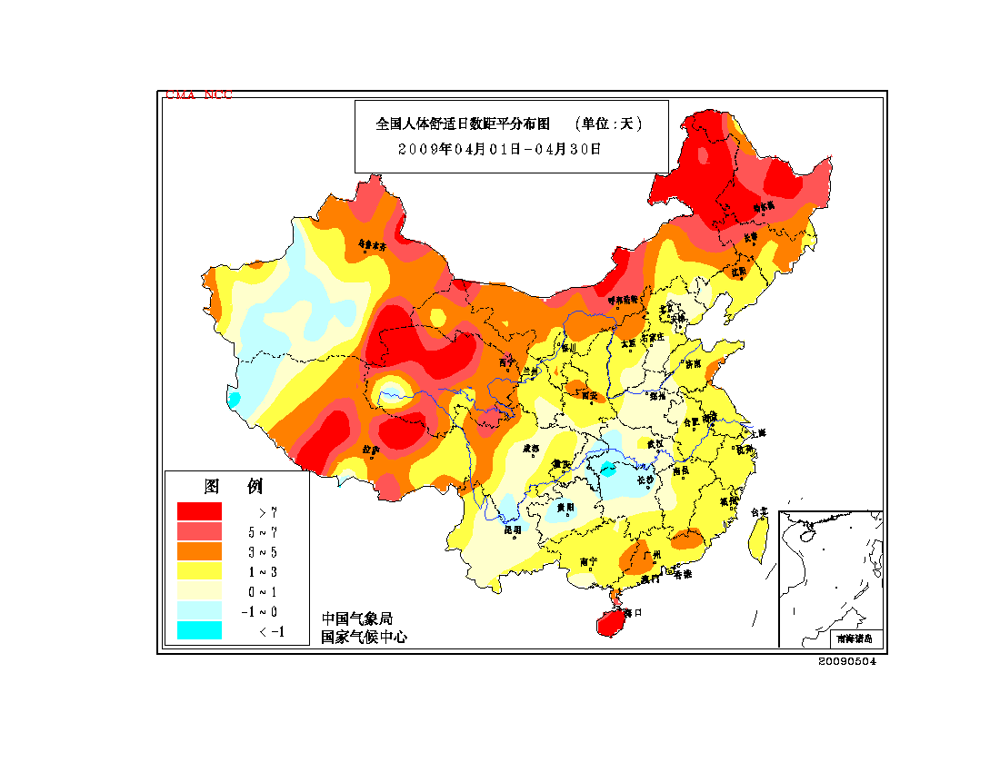 CMA NCC
全国人体舒适日数距平分布图 (单位:天)
2009年04月01日-04月30日
哈尔滨
长春
沈阳
乌鲁木齐
呼和浩特
北京
天津
石家庄
太原
银川
济南
西宁
兰州
西安
郑州
合肥
南京
上海
成都
武汉
杭州
拉萨
重庆
长沙
南昌
贵阳
福州
昆明
台北
南宁
广州
澳门
香港
海口
图 例
>7
5~7
3~5
1~3
0~1
-1~0
<-1
中国气象局
国家气候中心
南海诸岛
20090504